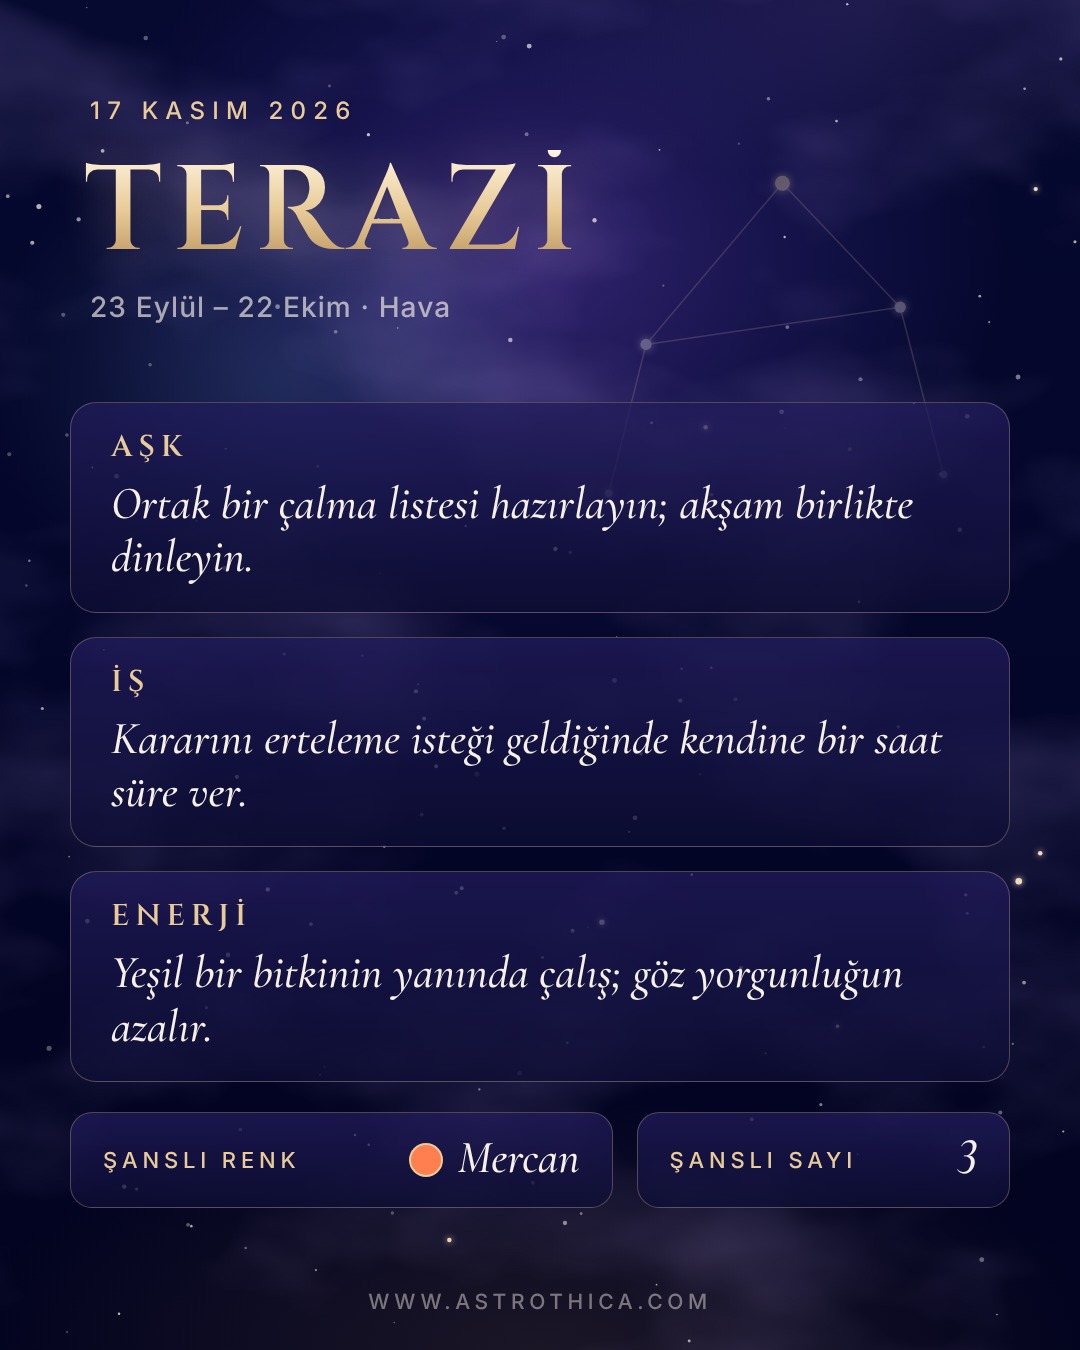 17 KASIM 2026
TERAZİ
23 Eylül – 22 Ekim · Hava
AŞK
Ortak bir çalma listesi hazırlayın; akşam birlikte
dinleyin.
İŞ
Kararını erteleme isteği geldiğinde kendine bir saat
süre ver.
ENERJİ
Yeşil bir bitkinin yanında çalış; göz yorgunluğun
azalır.
ŞANSLI RENK Mercan
ŞANSLI SAYI 3
WWW.ASTROTHICA.COM